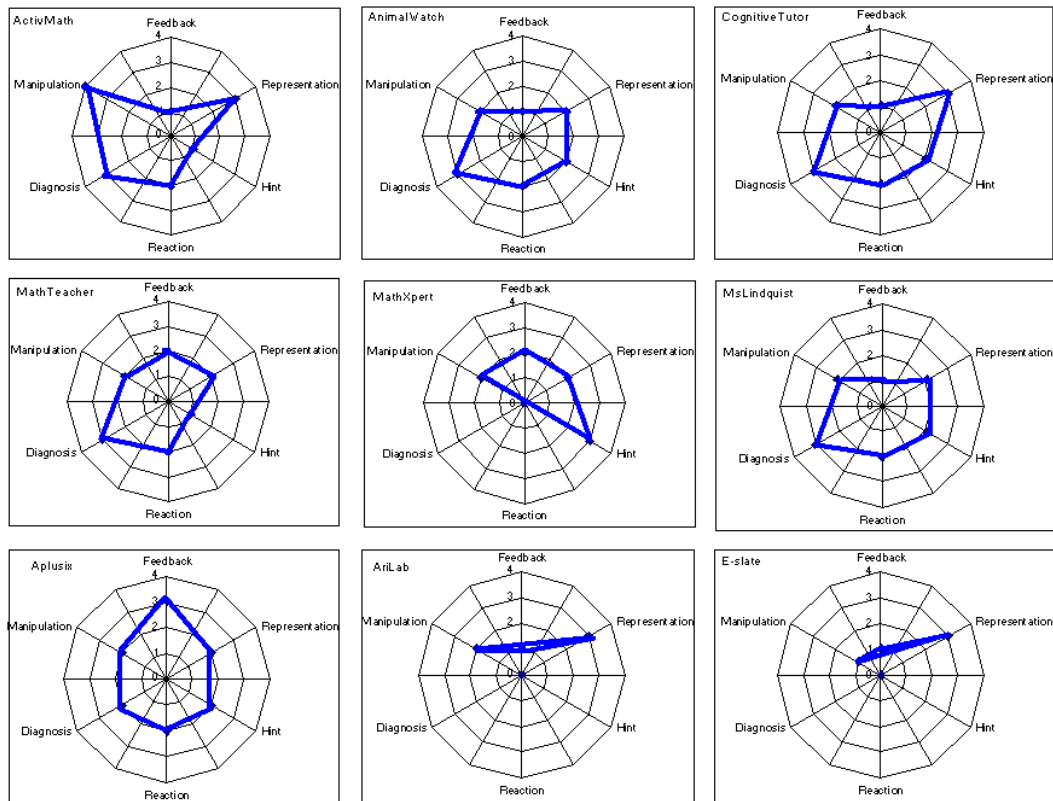 ActivMath
Feedback
4
3
2
1
0
Manipulation
Representation
Diagnosis
Hint
Reaction
AnimalWatch
Feedback
4
3
2
1
0
Manipulation
Representation
Diagnosis
Hint
Reaction
CognitiveTutor
Feedback
4
3
2
1
0
Manipulation
Representation
Diagnosis
Hint
Reaction
MathTeacher
Feedback
4
3
2
1
0
Manipulation
Representation
Diagnosis
Hint
Reaction
MathXpert
Feedback
4
3
2
1
0
Manipulation
Representation
Diagnosis
Hint
Reaction
MsLindquist
Feedback
4
3
2
1
0
Manipulation
Representation
Diagnosis
Hint
Reaction
Aplusix
Feedback
4
3
2
1
0
Manipulation
Representation
Diagnosis
Hint
Reaction
AriLab
Feedback
4
3
2
1
0
Manipulation
Representation
Diagnosis
Hint
Reaction
E-slate
Feedback
4
3
2
1
0
Manipulation
Representation
Diagnosis
Hint
Reaction